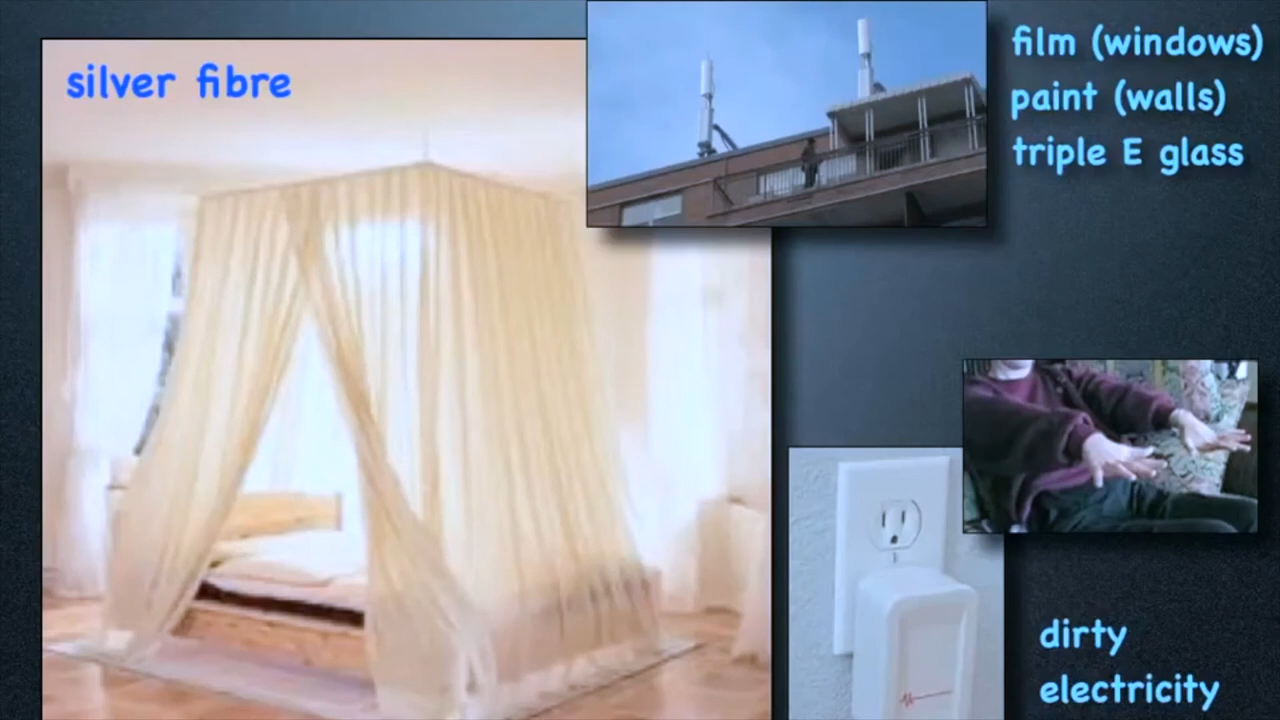 silver fibre
film (windows)
paint (walls)
triple E glass
dirty
electricity